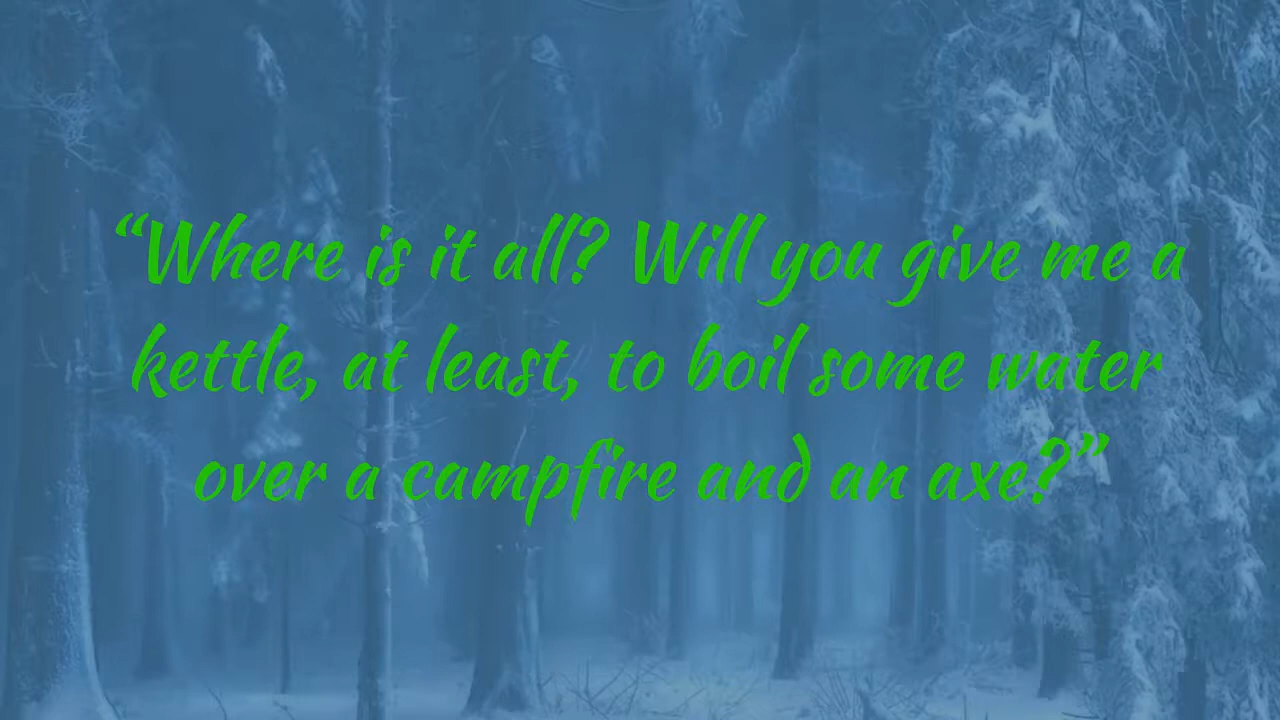 “Where is it all? Will you give me a
kettle, at least, to boil some water
over a campfire and an axe?”